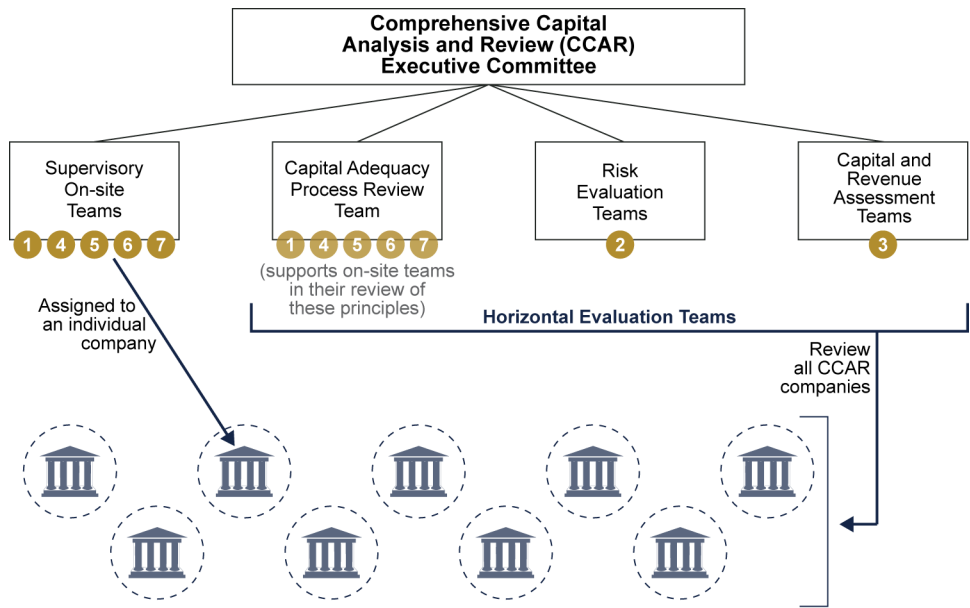 Comprehensive Capital
Analysis and Review (CCAR)
Executive Committee
Supervisory
On-site
Teams
1 4 5 6 7
Capital Adequacy
Process Review
Team
1 4 5 6 7
(supports on-site teams
in their review of
these principles)
Risk
Evaluation
Teams
2
Capital and
Revenue
Assessment
Teams
3
Assigned to
an individual
company
Horizontal Evaluation Teams
Review
all CCAR
companies